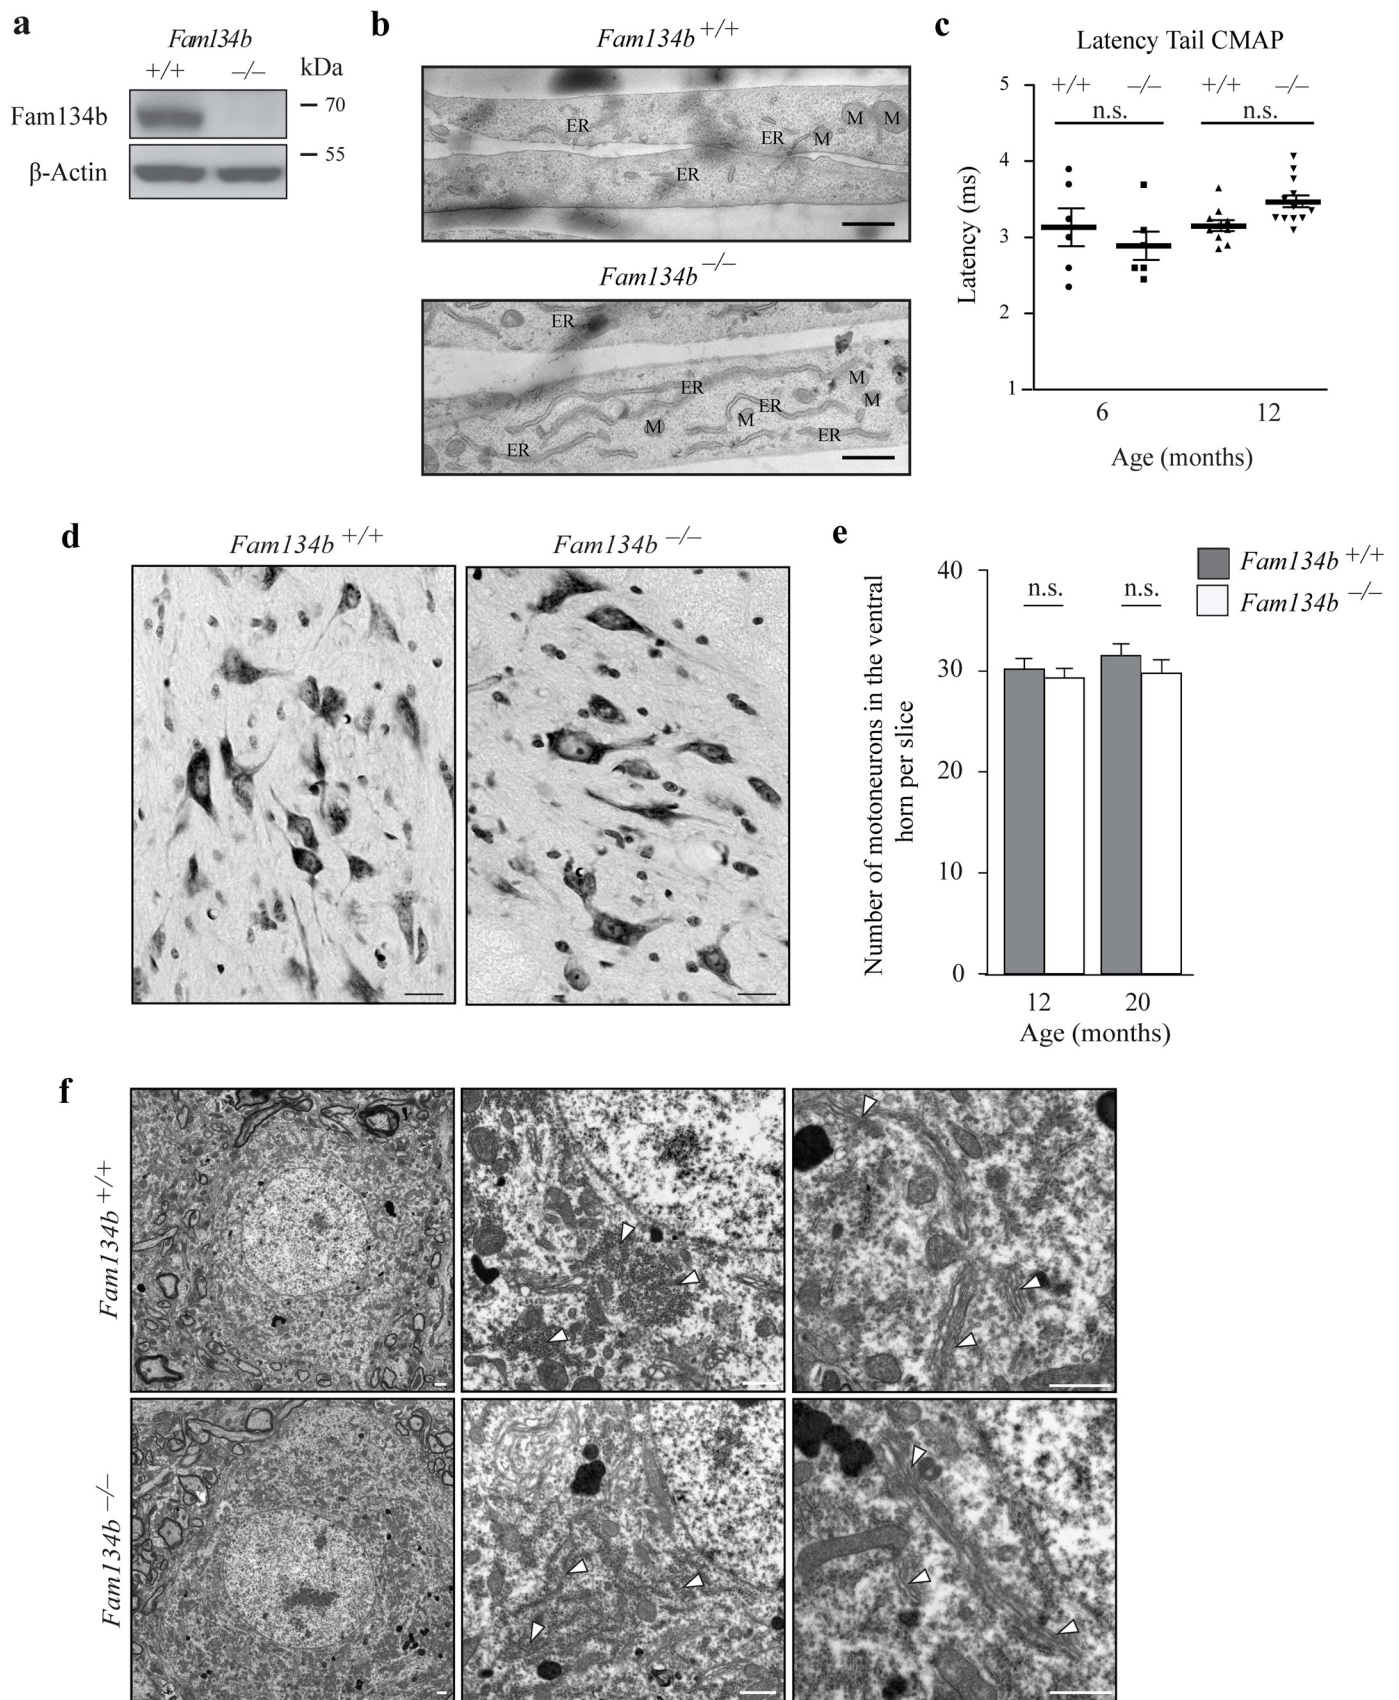 a
Fam134b
+/+ –/– kDa
Fam134b
70
55
β-Actin
b
Fam134b +/+
ER
ER
M
M
M
ER
Fam134b –/–
ER
ER
M
M
ER
M
M
ER
ER
c
Latency Tail CMAP
+/+ –/– +/+ –/–
n.s. n.s.
5
4
3
2
1
Latency (ms)
6 12
Age (months)
d
Fam134b +/+
Fam134b –/–
e
Fam134b +/+
Fam134b –/–
n.s. n.s.
40
30
20
10
0
Number of motoneurons in the ventral
horn per slice
12 20
Age (months)
f
Fam134b +/+
Fam134b –/–